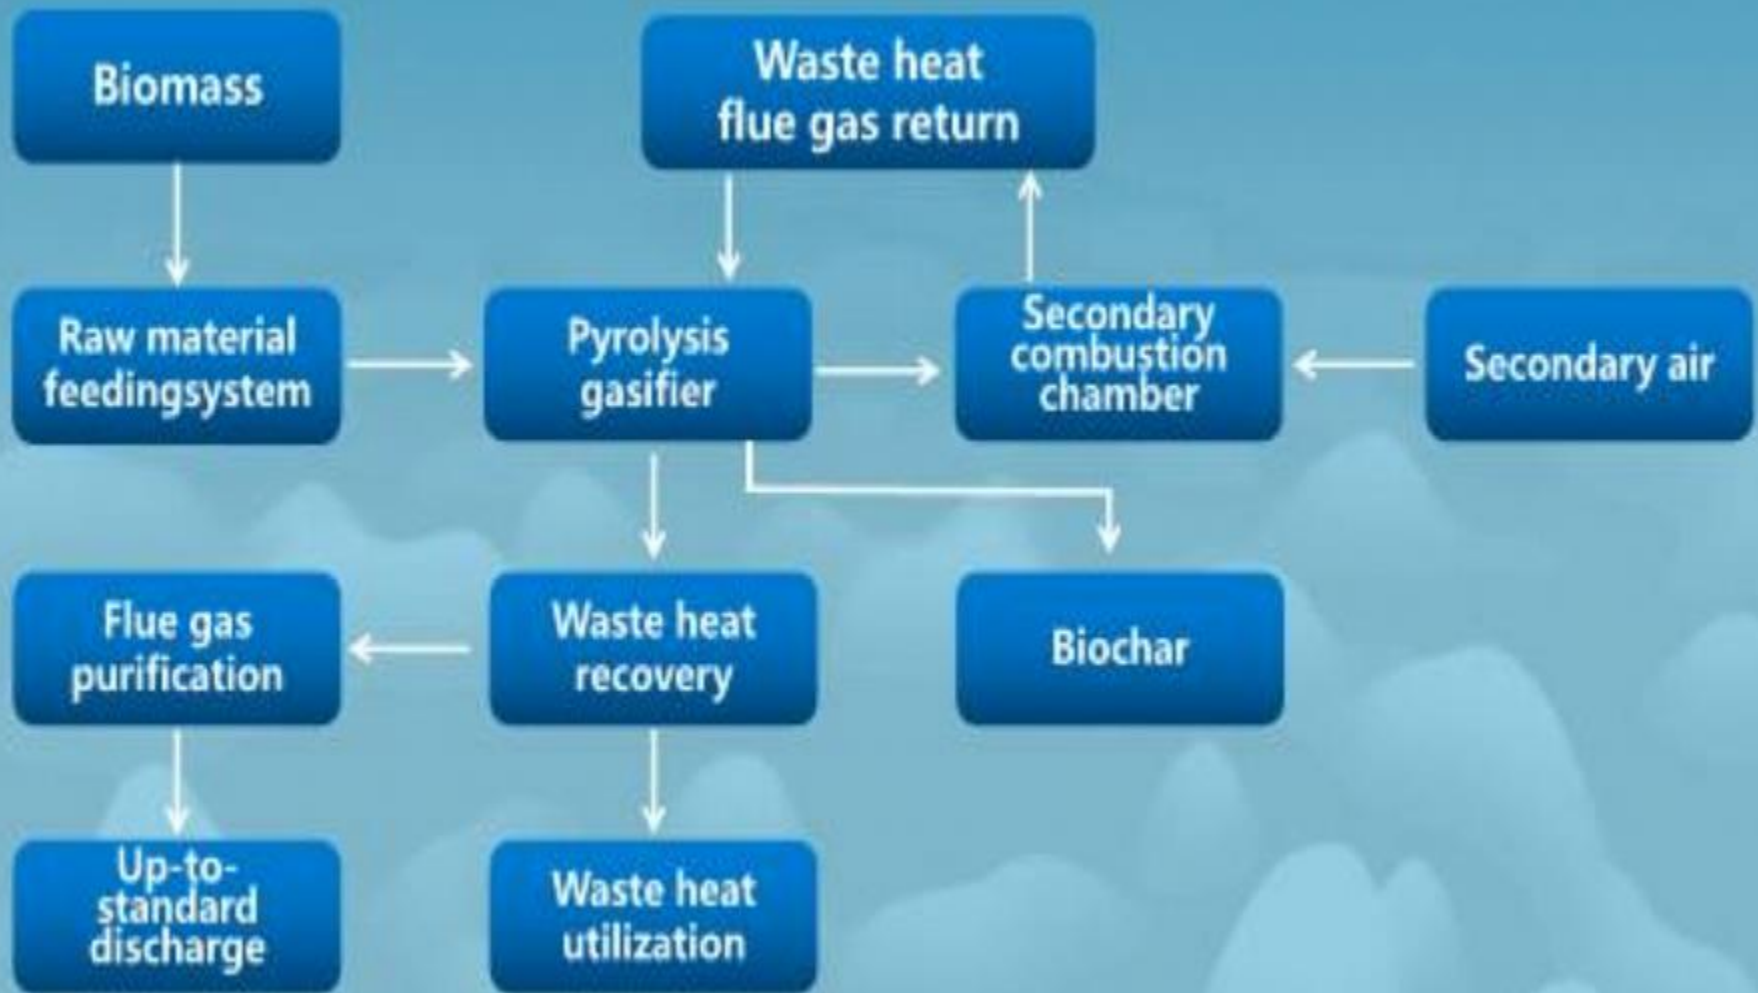 Biomass
Waste heat
flue gas return
Raw material
feedingsystem
Pyrolysis
gasifier
Secondary
combustion
chamber
Secondary air
Flue gas
purification
Waste heat
recovery
Biochar
Up-to-
standard
discharge
Waste heat
utilization